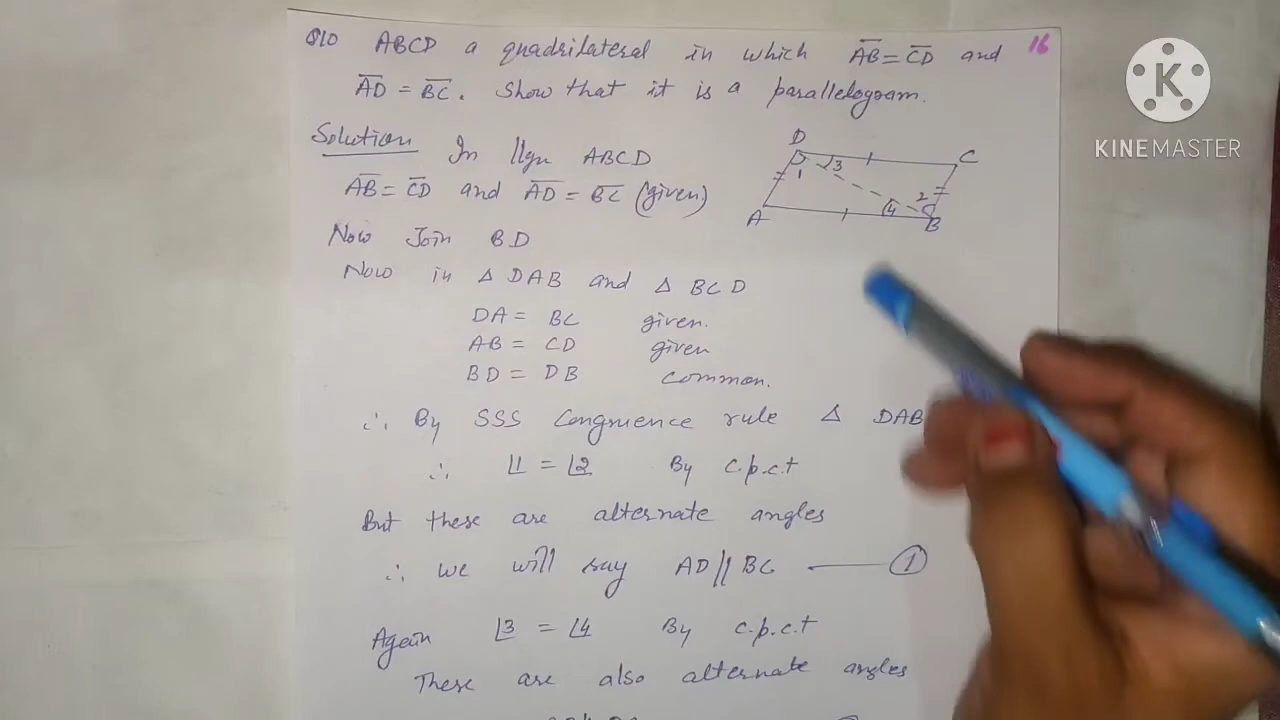 Q10 ABCD a quadrilateral in which AB = CD and
16
AD = BC. Show that it is a parallelogram.
K
KINEMASTER
Solution In llgm ABCD
AB = CD and AD = BC (given)
D
C
3
1
2
4
A
B
Now Join BD
Now in Δ DAB and Δ BCD
DA = BC given.
AB = CD given
BD = DB common.
∴ By SSS Congruence rule Δ DAB
∴ ∠1 = ∠2 By c.p.c.t
But these are alternate angles
∴ we will say AD || BC —— 1
Again ∠3 = ∠4 By c.p.c.t
These are also alternate angles